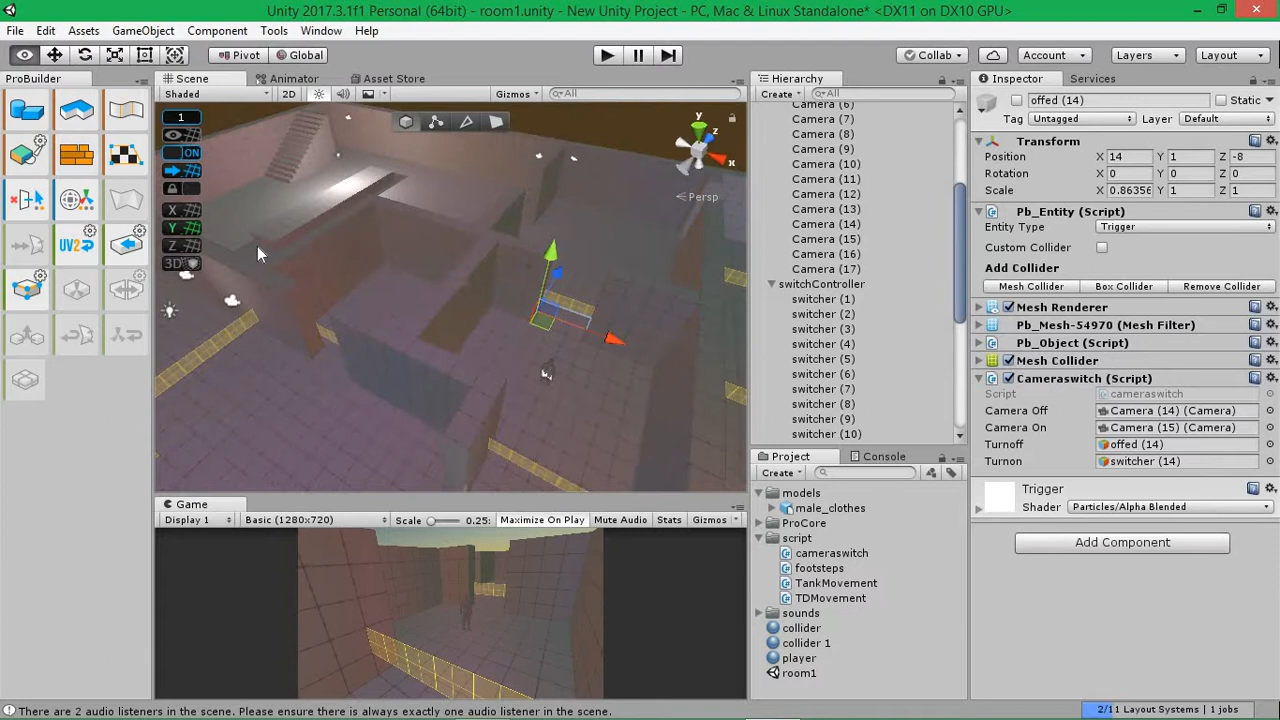 Unity 2017.3.1f1 Personal (64bit) - room1.unity - New Unity Project - PC, Mac & Linux Standalone* <DX11 on DX10 GPU>
File Edit Assets GameObject Component Tools Window Help
Pivot Global Collab Account Layers Layout
ProBuilder
Scene Animator Asset Store
Shaded 2D Gizmos All
1
ON
X
Y
Z
3D
y
z
x
Persp
Game
Display 1 Basic (1280x720) Scale 0.25: Maximize On Play Mute Audio Stats Gizmos
Hierarchy
Create All
Camera (6)
Camera (7)
Camera (8)
Camera (9)
Camera (10)
Camera (11)
Camera (12)
Camera (13)
Camera (14)
Camera (15)
Camera (16)
Camera (17)
switchController
switcher (1)
switcher (2)
switcher (3)
switcher (4)
switcher (5)
switcher (6)
switcher (7)
switcher (8)
switcher (9)
switcher (10)
Project Console
Create
models
male_clothes
ProCore
script
cameraswitch
footsteps
TankMovement
TDMovement
sounds
collider
collider 1
player
room1
Inspector Services
offed (14) Static
Tag Untagged Layer Default
Transform
Position X 14 Y 1 Z -8
Rotation X 0 Y 0 Z 0
Scale X 0.8635 Y 1 Z 1
Pb_Entity (Script)
Entity Type Trigger
Custom Collider
Add Collider
Mesh Collider Box Collider Remove Collider
Mesh Renderer
Pb_Mesh-54970 (Mesh Filter)
Pb_Object (Script)
Mesh Collider
Cameraswitch (Script)
Script cameraswitch
Camera Off Camera (14) (Camera)
Camera On Camera (15) (Camera)
Turnoff offed (14)
Turnon switcher (14)
Trigger
Shader Particles/Alpha Blended
Add Component
There are 2 audio listeners in the scene. Please ensure there is always exactly one audio listener in the scene.
2/11 Layout Systems | 1 jobs